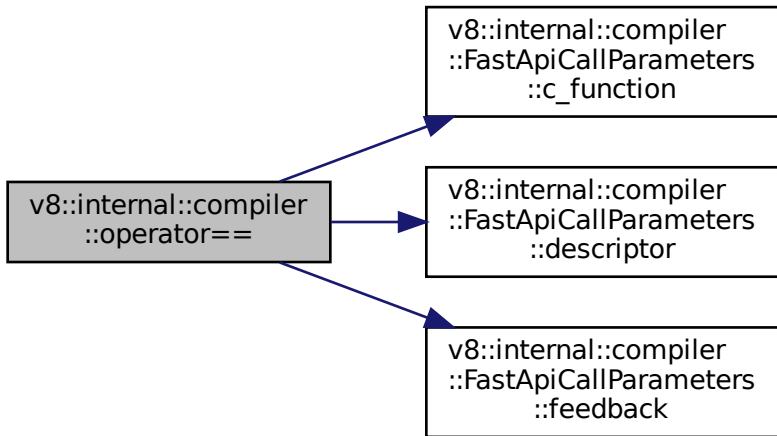 v8::internal::compiler
::operator==
v8::internal::compiler
::FastApiCallParameters
::c_function
v8::internal::compiler
::FastApiCallParameters
::descriptor
v8::internal::compiler
::FastApiCallParameters
::feedback